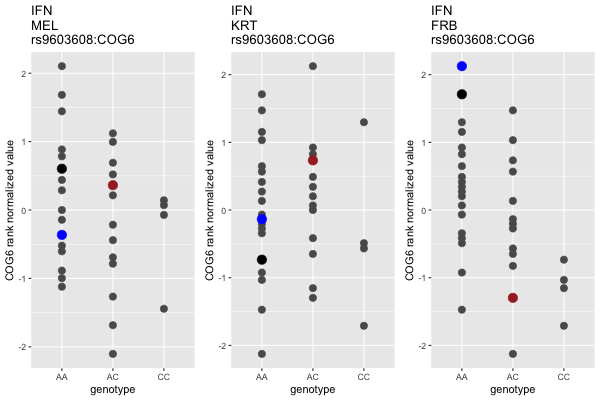 IFN
MEL
rs9603608:COG6
COG6 rank normalized value
2
1
0
-1
-2
AA
AC
CC
genotype
IFN
KRT
rs9603608:COG6
COG6 rank normalized value
2
1
0
-1
-2
AA
AC
CC
genotype
IFN
FRB
rs9603608:COG6
COG6 rank normalized value
2
1
0
-1
-2
AA
AC
CC
genotype